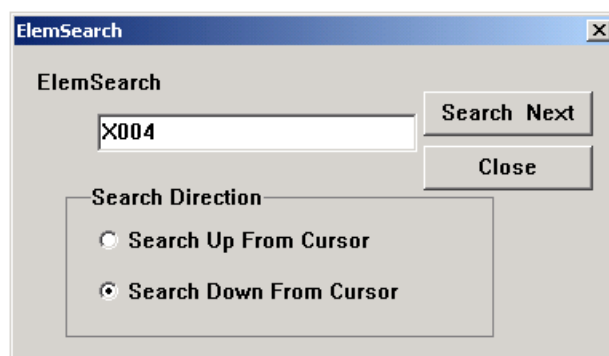 ElemSearch
ElemSearch
X004
Search Next
Close
Search Direction
Search Up From Cursor
Search Down From Cursor